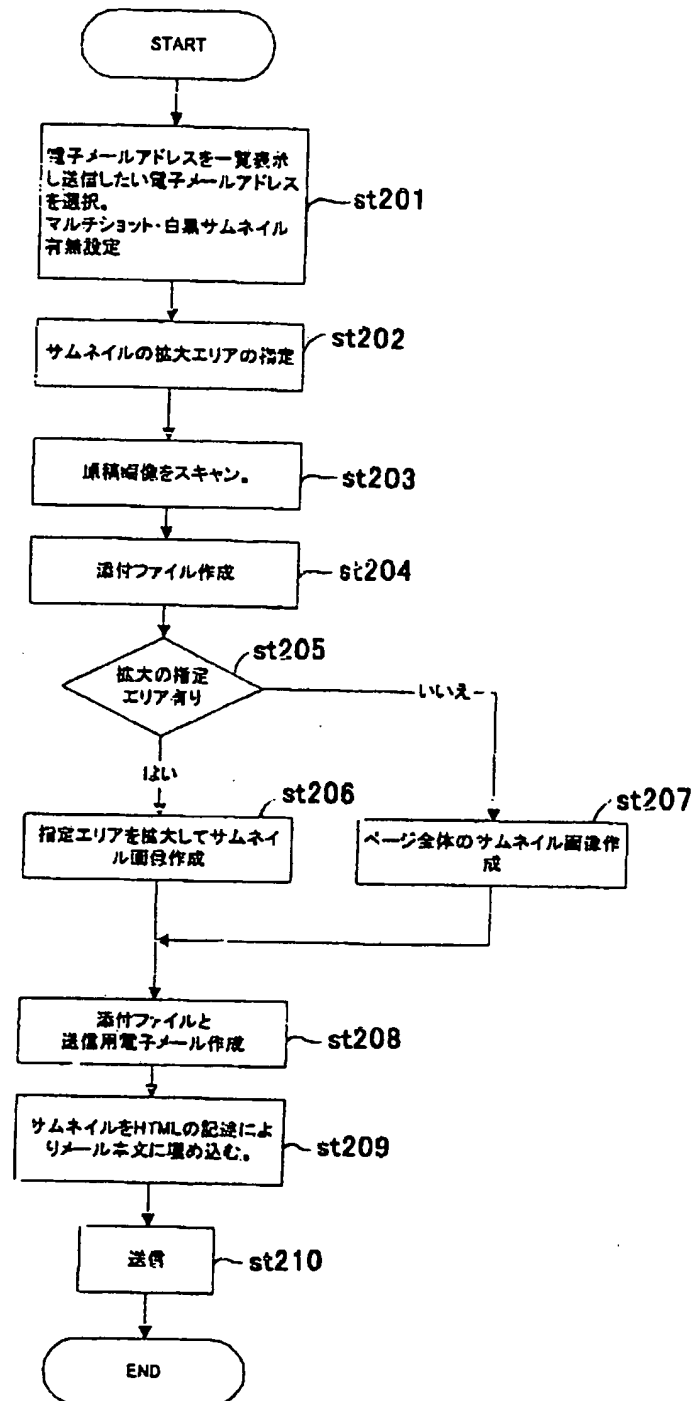 START
電子メールアドレスを一覧表示
し送信したい電子メールアドレス
を選択。
マルチショット・白黒サムネイル
有無設定
st201
サムネイルの拡大エリアの指定
st202
原稿画像をスキャン。
st203
添付ファイル作成
st204
拡大の指定
エリア有り
st205
いいえ
はい
指定エリアを拡大してサムネイ
ル画像作成
st206
ページ全体のサムネイル画像作
成
st207
添付ファイルと
送信用電子メール作成
st208
サムネイルをHTMLの記述によ
りメール本文に埋め込む。
st209
送信
st210
END